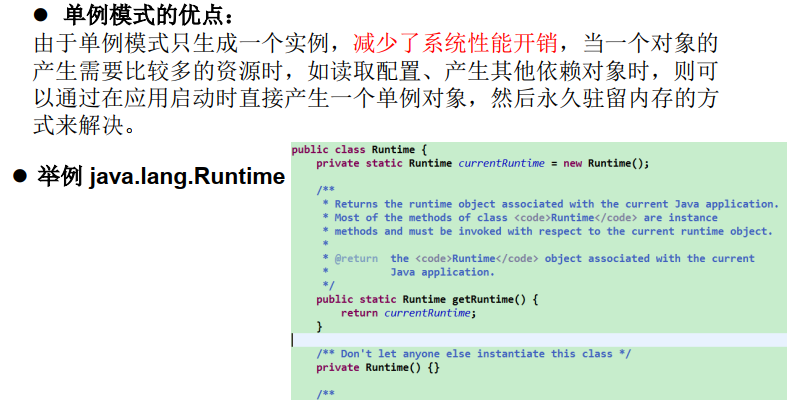 ● 单例模式的优点：
由于单例模式只生成一个实例，减少了系统性能开销，当一个对象的
产生需要比较多的资源时，如读取配置、产生其他依赖对象时，则可
以通过在应用启动时直接产生一个单例对象，然后永久驻留内存的方
式来解决。
● 举例 java.lang.Runtime
public class Runtime {
    private static Runtime currentRuntime = new Runtime();
    /**
     * Returns the runtime object associated with the current Java application.
     * Most of the methods of class <code>Runtime</code> are instance
     * methods and must be invoked with respect to the current runtime object.
     *
     * @return  the <code>Runtime</code> object associated with the current
     *          Java application.
     */
    public static Runtime getRuntime() {
        return currentRuntime;
    }
    /** Don't let anyone else instantiate this class */
    private Runtime() {}
    /**